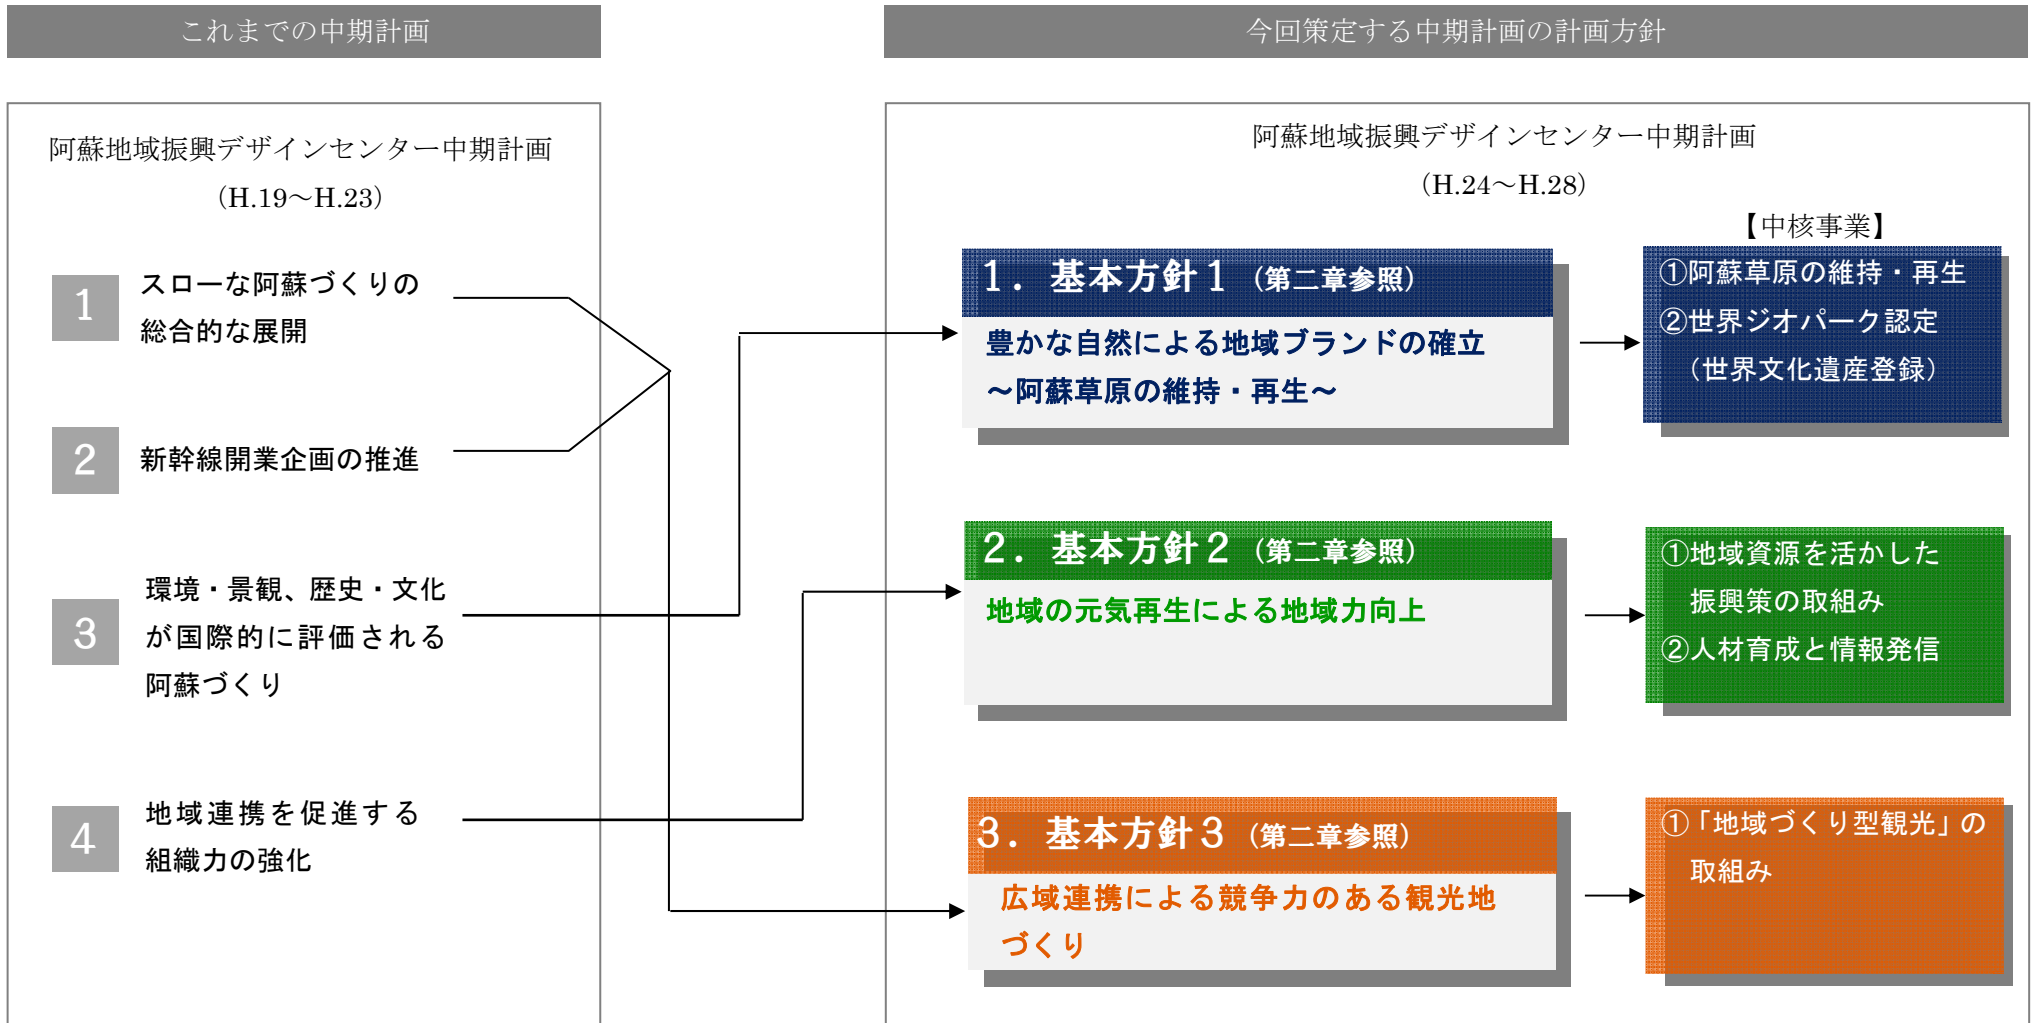 これまでの中期計画
今回策定する中期計画の計画方針
阿蘇地域振興デザインセンター中期計画
（H.19～H.23）
1
スローな阿蘇づくりの
総合的な展開
2
新幹線開業企画の推進
3
環境・景観、歴史・文化
が国際的に評価される
阿蘇づくり
4
地域連携を促進する
組織力の強化
阿蘇地域振興デザインセンター中期計画
（H.24～H.28）
【中核事業】
１．基本方針１（第二章参照）
豊かな自然による地域ブランドの確立
～阿蘇草原の維持・再生～
①阿蘇草原の維持・再生
②世界ジオパーク認定
（世界文化遺産登録）
２．基本方針２（第二章参照）
地域の元気再生による地域力向上
①地域資源を活かした
振興策の取組み
②人材育成と情報発信
３．基本方針３（第二章参照）
広域連携による競争力のある観光地
づくり
①「地域づくり型観光」の
取組み